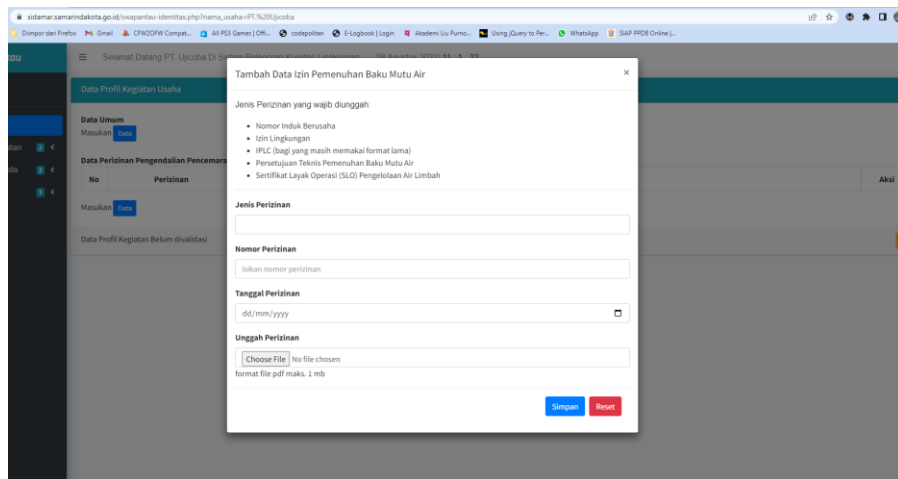 sidamar.samarindakota.go.id/swapantau-identitas.php?nama_usaha=PT.%20Ujicoba
Diimpor dari Firefox Gmail CFW2OFW Compat... All PS3 Games | Offi... codepolitan E-Logbook | Login Akademi Liu Purno... Using jQuery to Per... WhatsApp SIAP PPDB Online |...
Selamat Datang PT. Ujicoba Di Sistem Pelaporan Kualitas Lingkungan 08 Agustus 2023|
Tambah Data Izin Pemenuhan Baku Mutu Air ×
Data Profil Kegiatan Usaha
Jenis Perizinan yang wajib diunggah:
Data Umum
Masukan Data
• Nomor Induk Berusaha
• Izin Lingkungan
• IPLC (bagi yang masih memakai format lama)
• Persetujuan Teknis Pemenuhan Baku Mutu Air
• Sertifikat Layak Operasi (SLO) Pengelolaan Air Limbah
Data Perizinan Pengendalian Pencemara
No Perizinan Aksi
Masukan Data
Data Profil Kegiatan Belum divalidasi
Jenis Perizinan
Nomor Perizinan
isikan nomor perizinan
Tanggal Perizinan
dd/mm/yyyy
Unggah Perizinan
Choose File No file chosen
format file pdf maks. 1 mb
Simpan Reset